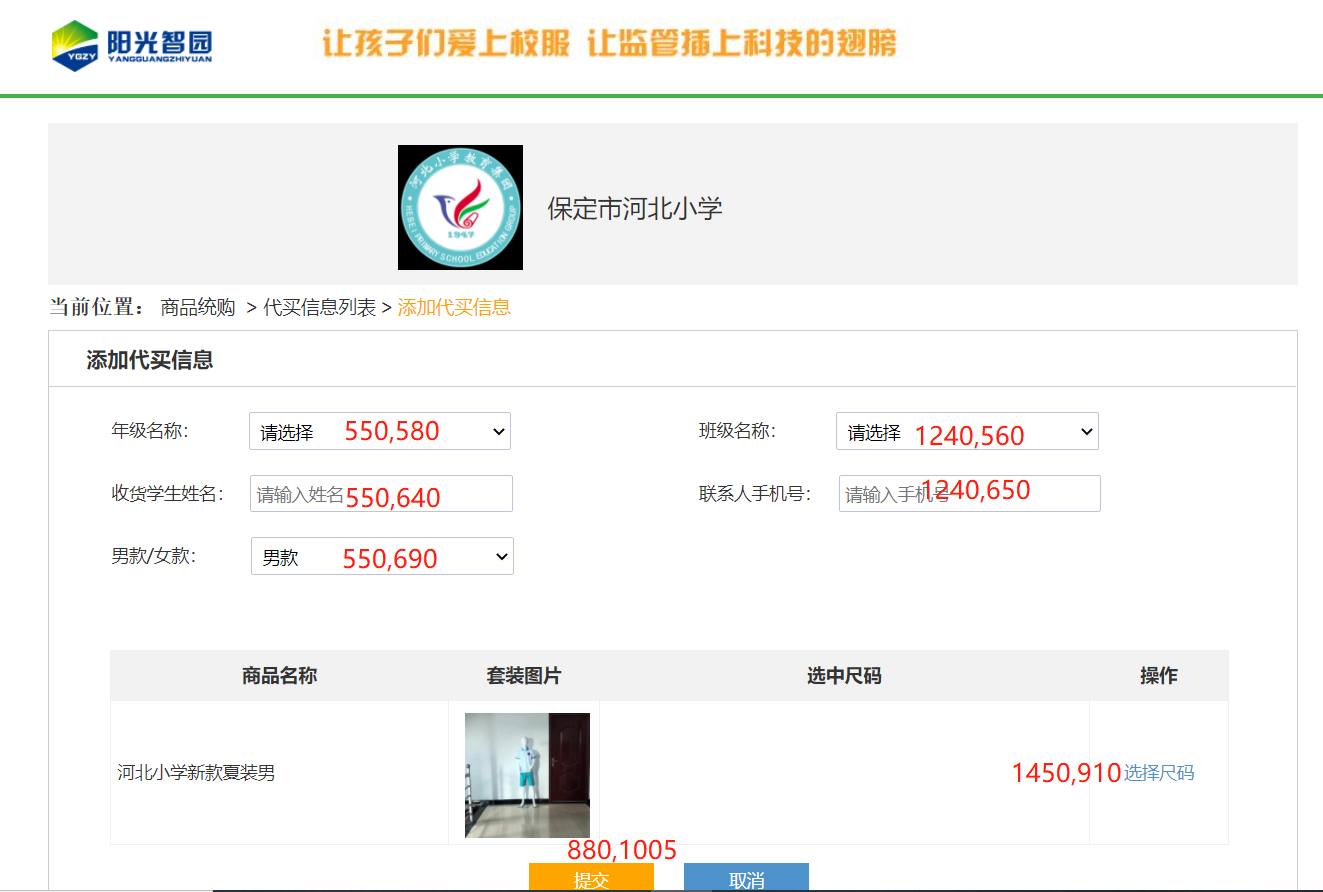 阳光智园
YGZY
YANGGUANGZHIYUAN
让孩子们爱上校服 让监管插上科技的翅膀
河北小学教育集团
1947
HEBEI PRIMARY SCHOOL EDUCATION GROUP
保定市河北小学
当前位置： 商品统购 > 代买信息列表 > 添加代买信息
添加代买信息
年级名称: 请选择 550,580 班级名称: 请选择 1240,560
收货学生姓名: 请输入姓名 550,640 联系人手机号: 请输入手机号 1240,650
男款/女款: 男款 550,690
商品名称 套装图片 选中尺码 操作
河北小学新款夏装男 1450,910 选择尺码
880,1005
提交 取消